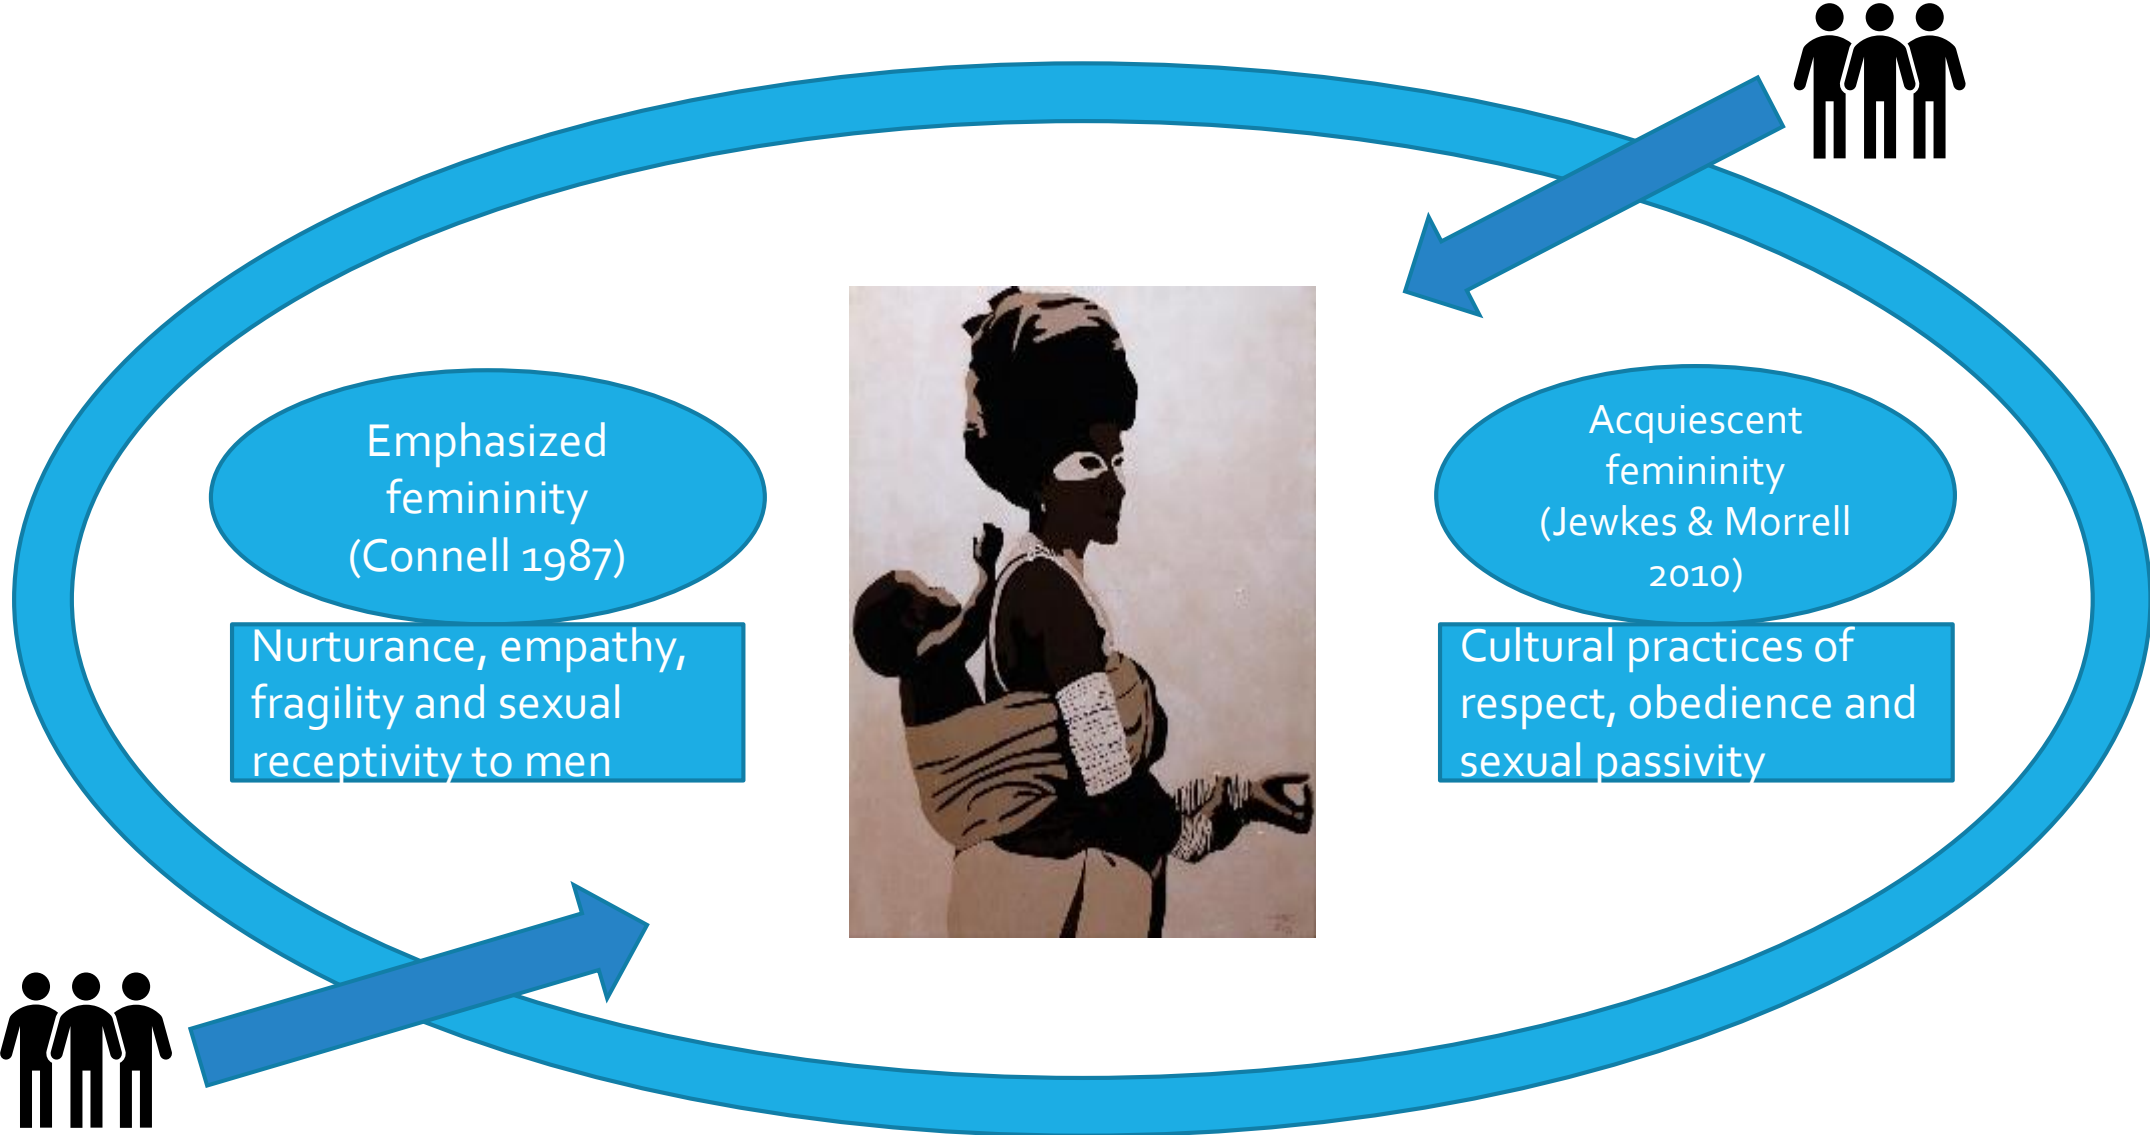 Emphasized
femininity
(Connell 1987)
Nurturance, empathy,
fragility and sexual
receptivity to men
Acquiescent
femininity
(Jewkes & Morrell
2010)
Cultural practices of
respect, obedience and
sexual passivity